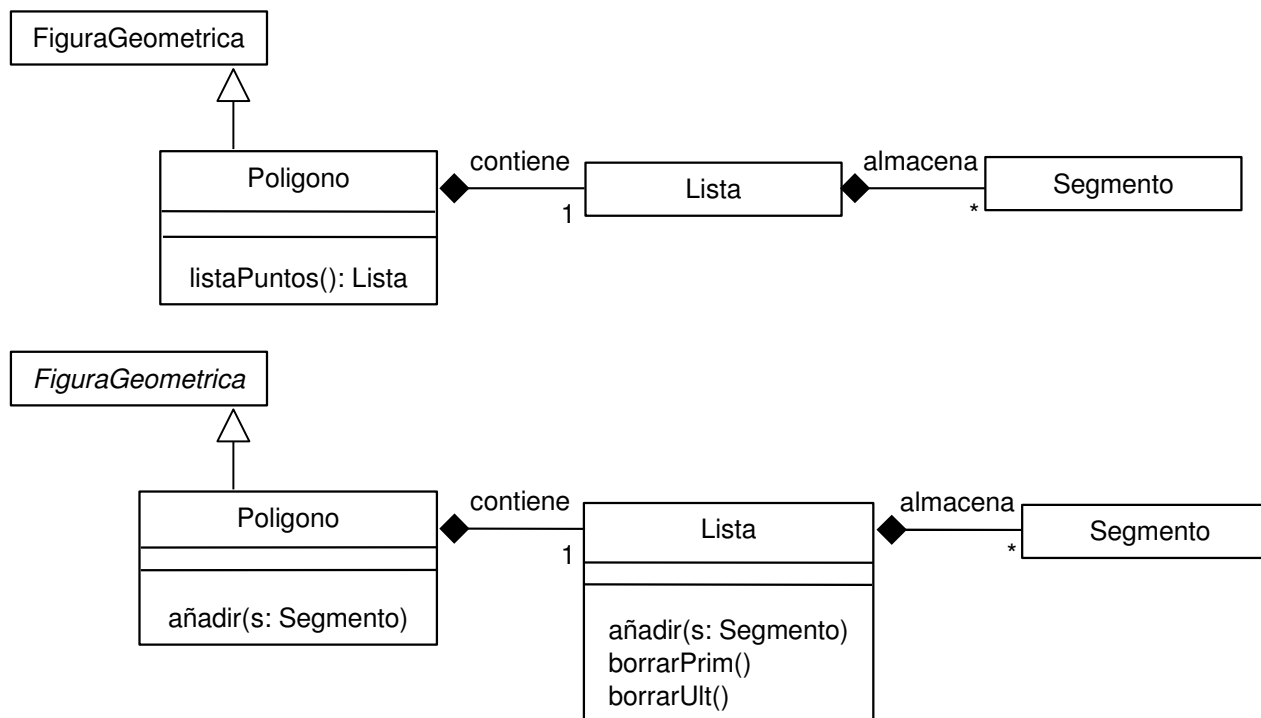 FiguraGeometrica
Poligono
contiene
1
Lista
almacena
*
Segmento
listaPuntos(): Lista
FiguraGeometrica
Poligono
contiene
1
Lista
almacena
*
Segmento
añadir(s: Segmento)
añadir(s: Segmento)
borrarPrim()
borrarUlt()